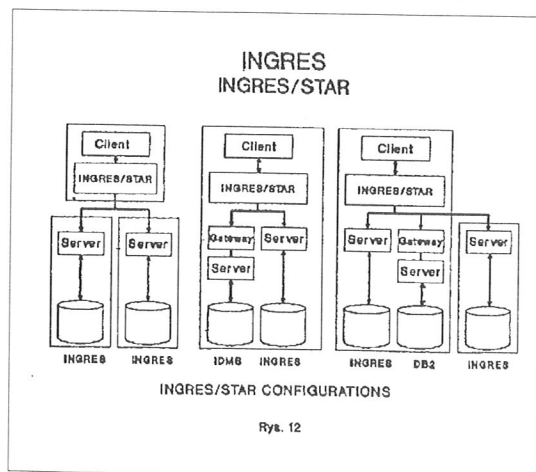 INGRES
INGRES/STAR
Client
INGRES/STAR
Server
Server
INGRES
INGRES
Client
INGRES/STAR
Gateway
Server
Server
IDMS
INGRES
Client
INGRES/STAR
Server
Gateway
Server
Server
INGRES
DB2
INGRES
INGRES/STAR CONFIGURATIONS
Rys. 12